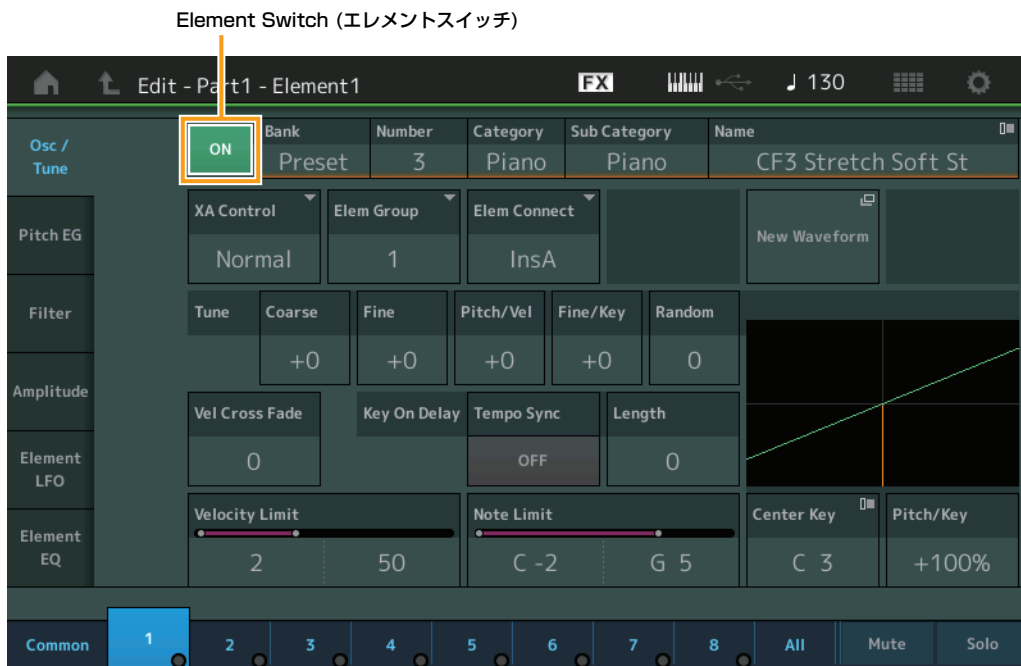 Element Switch (エレメントスイッチ)
Edit - Part1 - Element1 FX ♩ 130
Osc /
Tune
ON
Bank Number Category Sub Category Name
Preset 3 Piano Piano CF3 Stretch Soft St
Pitch EG
XA Control Elem Group Elem Connect
Normal 1 InsA
New Waveform
Filter
Tune Coarse Fine Pitch/Vel Fine/Key Random
+0 +0 +0 +0 0
Amplitude
Vel Cross Fade Key On Delay Tempo Sync Length
0 OFF 0
Element
LFO
Element
EQ
Velocity Limit Note Limit Center Key Pitch/Key
2 50 C -2 G 5 C 3 +100%
Common 1 2 3 4 5 6 7 8 All Mute Solo